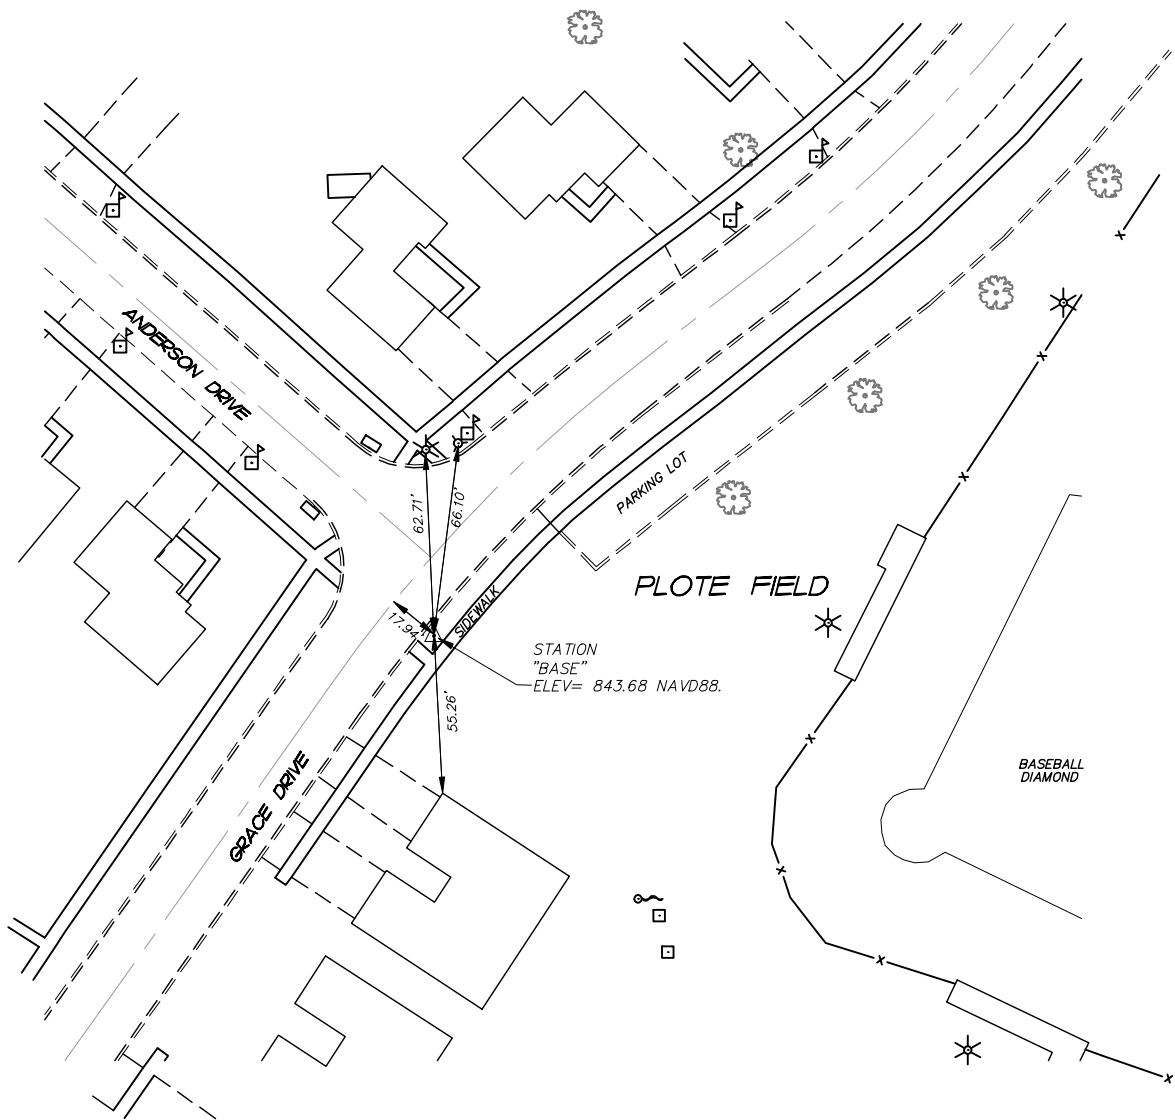 ANDERSON DRIVE
62.71'
66.10'
PARKING LOT
PLOTE FIELD
SIDEWALK
17.94'
STATION
"BASE"
ELEV= 843.68 NAVD88.
55.26'
GRACE DRIVE
BASEBALL
DIAMOND